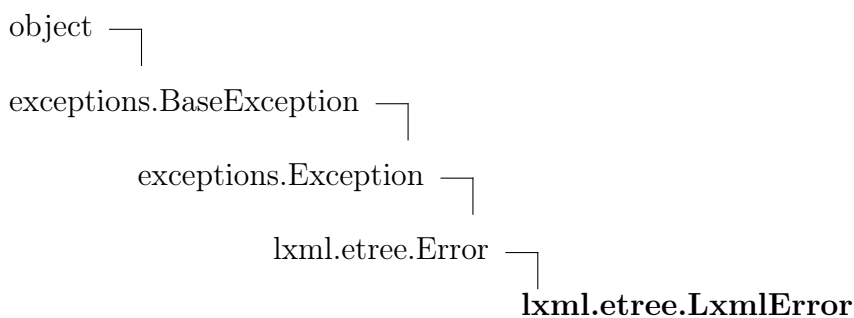 object
exceptions.BaseException
exceptions.Exception
lxml.etree.Error
lxml.etree.LxmlError